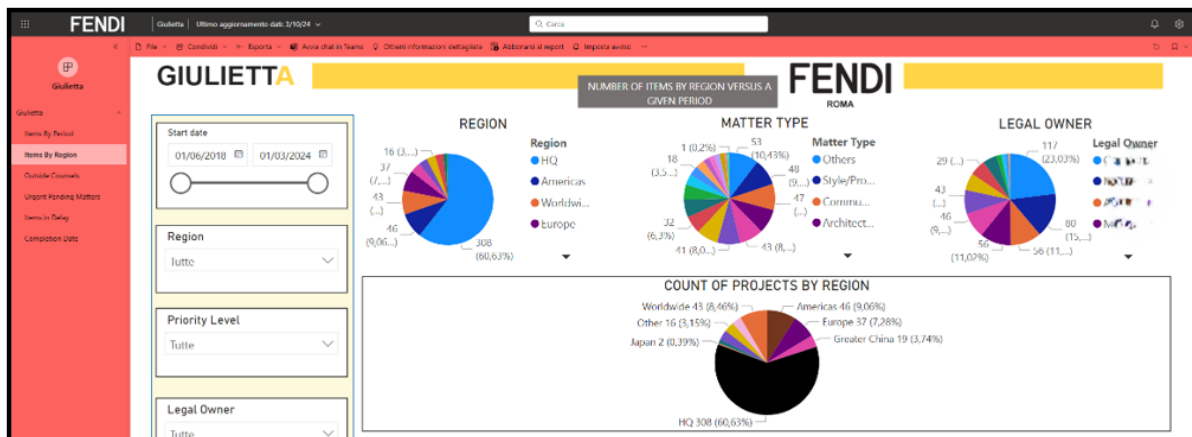 FENDI
Giulietta
Ultimo aggiornamento dati: 3/10/24
Cerca
File
Condividi
Esporta
Avvia chat in Teams
Ottieni informazioni dettagliate
Abbonarsi al report
Imposta avviso
Giulietta
Giulietta
Items By Period
Items By Region
Outside Counsels
Urgent Pending Matters
Items in Delay
Completion Date
GIULIETTA
NUMBER OF ITEMS BY REGION VERSUS A
GIVEN PERIOD
FENDI
ROMA
Start date
01/06/2018
01/03/2024
Region
Tutte
Priority Level
Tutte
Legal Owner
Tutte
REGION
16 (3,...)
37
(7,...)
43
(...)
46
(9,06...)
308
(60,63%)
Region
HQ
Americas
Worldwi...
Europe
MATTER TYPE
1 (0,2%)
53
(10,43%)
48
(9,...)
47
(...)
43 (8,...)
41 (8,0...)
32
(6,3%)
18
(3,5...)
Matter Type
Others
Style/Pro...
Commu...
Architect...
LEGAL OWNER
117
(23,03%)
80
(15,...)
56 (11,...)
56
(11,02%)
46
(9,...)
43
(...)
29 (...)
Legal Owner
COUNT OF PROJECTS BY REGION
Worldwide 43 (8,46%)
Other 16 (3,15%)
Japan 2 (0,39%)
Americas 46 (9,06%)
Europe 37 (7,28%)
Greater China 19 (3,74%)
HQ 308 (60,63%)